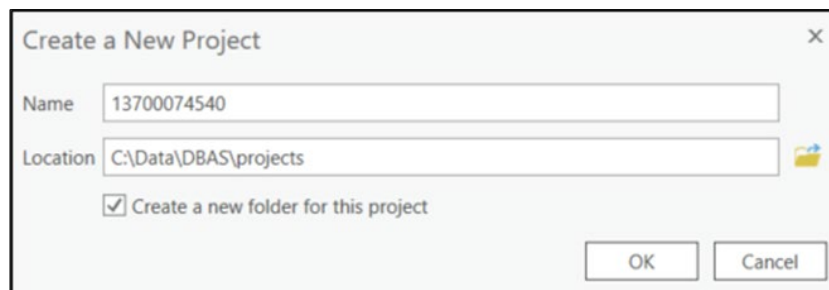 Create a New Project
Name 13700074540
Location C:\Data\DBAS\projects
Create a new folder for this project
OK Cancel